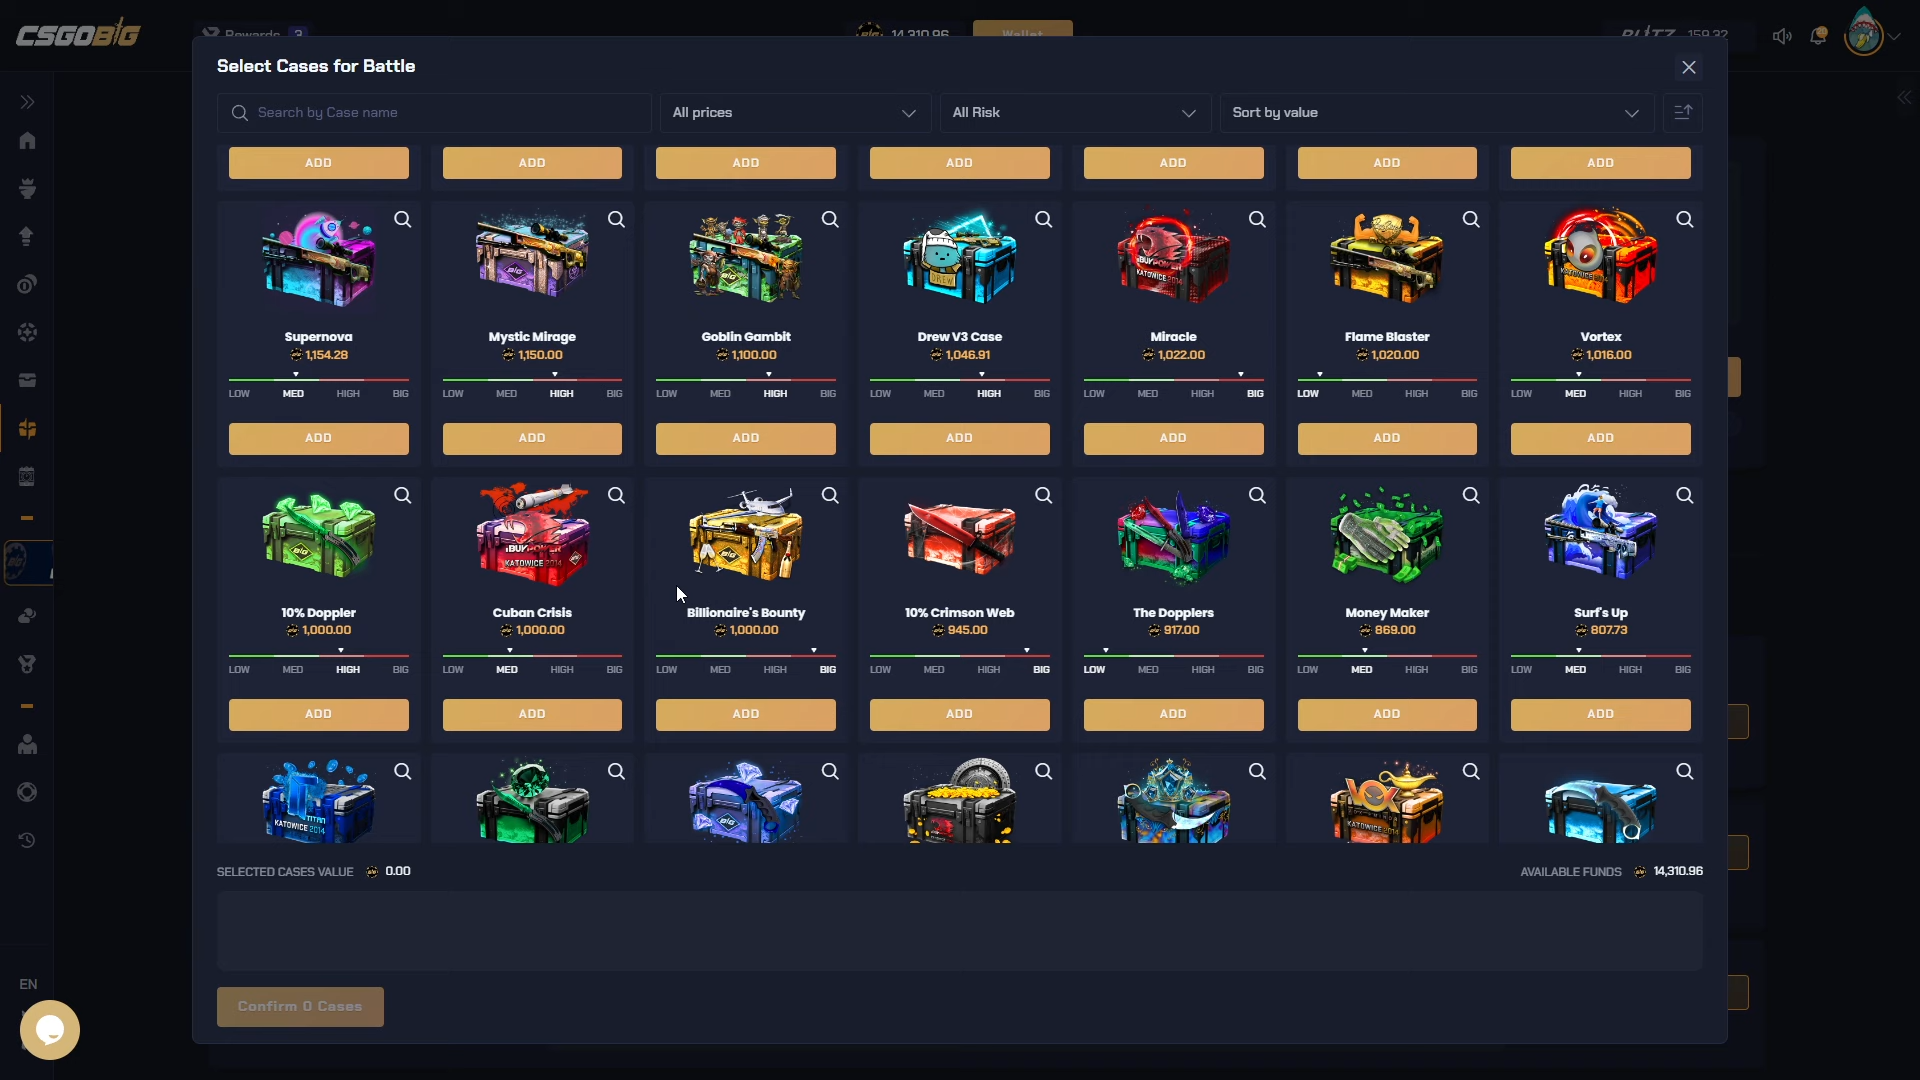 CSGOBIG
Rewards 3
14,310.96
Wallet
BLITZ 159.32
Select Cases for Battle
Search by Case name
All prices
All Risk
Sort by value
ADD ADD ADD ADD ADD ADD ADD
Supernova Mystic Mirage Goblin Gambit Drew V3 Case Miracle Flame Blaster Vortex
1,154.28 1,150.00 1,100.00 1,046.91 1,022.00 1,020.00 1,016.00
LOW MED HIGH BIG LOW MED HIGH BIG LOW MED HIGH BIG LOW MED HIGH BIG LOW MED HIGH BIG LOW MED HIGH BIG LOW MED HIGH BIG
ADD ADD ADD ADD ADD ADD ADD
10% Doppler Cuban Crisis Billionaire's Bounty 10% Crimson Web The Dopplers Money Maker Surf's Up
1,000.00 1,000.00 1,000.00 945.00 917.00 869.00 807.73
LOW MED HIGH BIG LOW MED HIGH BIG LOW MED HIGH BIG LOW MED HIGH BIG LOW MED HIGH BIG LOW MED HIGH BIG LOW MED HIGH BIG
ADD ADD ADD ADD ADD ADD ADD
TITAN
KATOWICE 2014
VOX
KATOWICE 2014
SELECTED CASES VALUE 0.00
AVAILABLE FUNDS 14,310.96
Confirm 0 Cases
EN